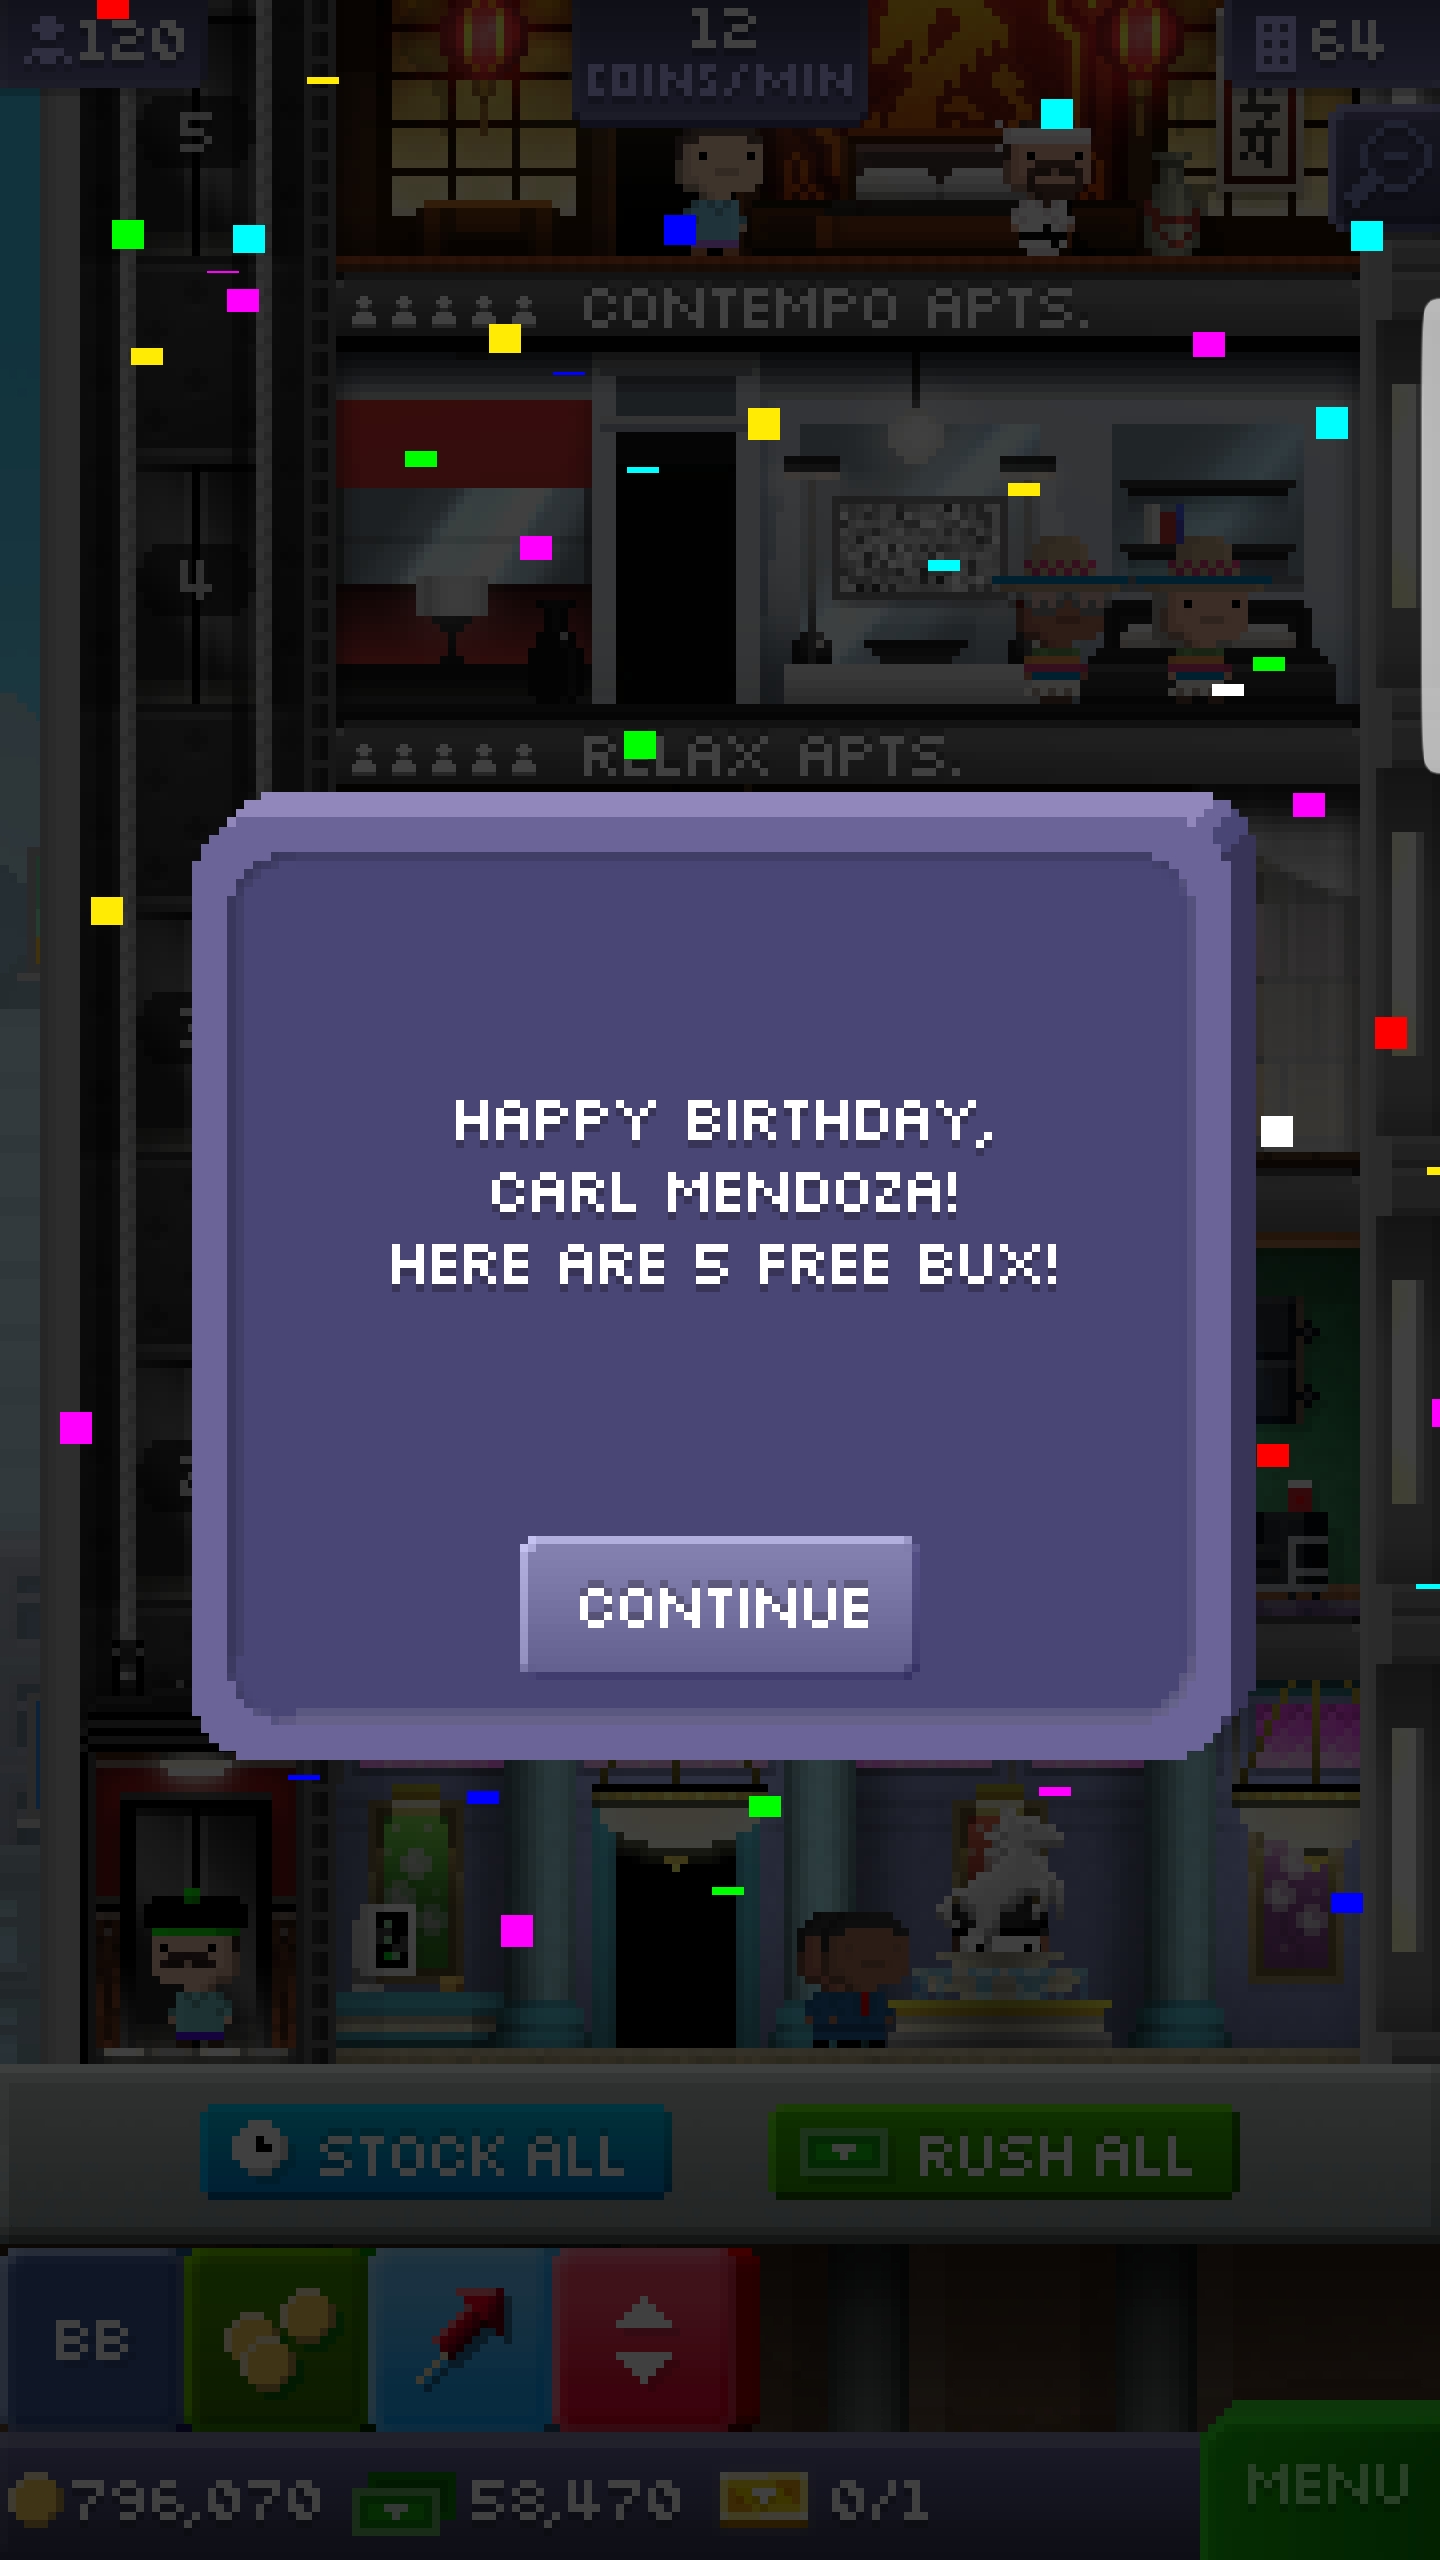 120
12
COINS/MIN
64
5
CONTEMPO APTS.
4
RELAX APTS.
HAPPY BIRTHDAY,
CARL MENDOZA!
HERE ARE 5 FREE BUX!
CONTINUE
STOCK ALL
RUSH ALL
BB
796,070
58,470
0/1
MENU